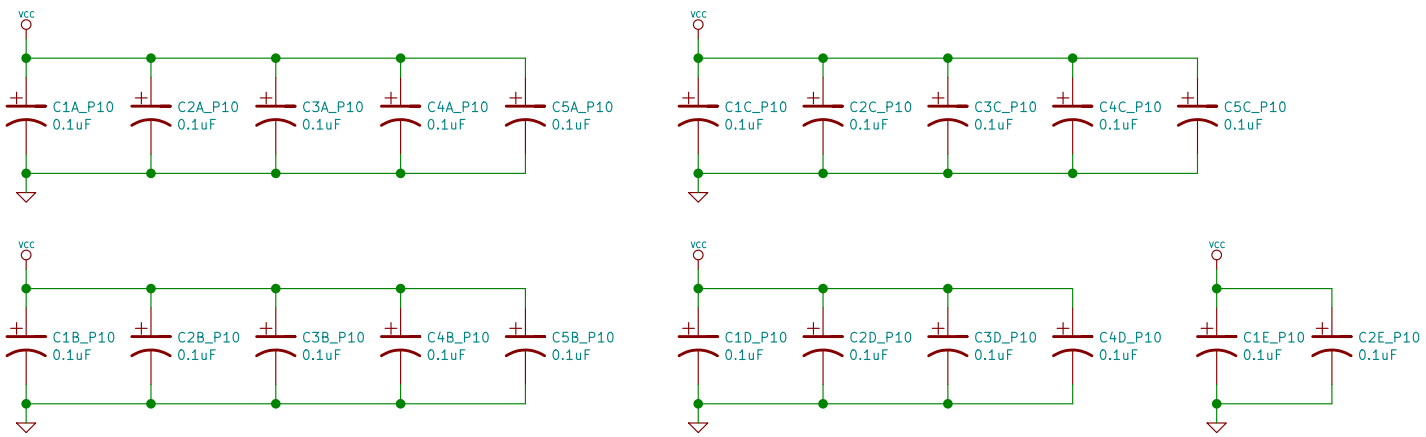 VCC
VCC
+ C1A_P10 + C2A_P10 + C3A_P10 + C4A_P10 + C5A_P10
0.1uF 0.1uF 0.1uF 0.1uF 0.1uF
+ C1C_P10 + C2C_P10 + C3C_P10 + C4C_P10 + C5C_P10
0.1uF 0.1uF 0.1uF 0.1uF 0.1uF
VCC
VCC
VCC
+ C1B_P10 + C2B_P10 + C3B_P10 + C4B_P10 + C5B_P10
0.1uF 0.1uF 0.1uF 0.1uF 0.1uF
+ C1D_P10 + C2D_P10 + C3D_P10 + C4D_P10
0.1uF 0.1uF 0.1uF 0.1uF
+ C1E_P10 + C2E_P10
0.1uF 0.1uF